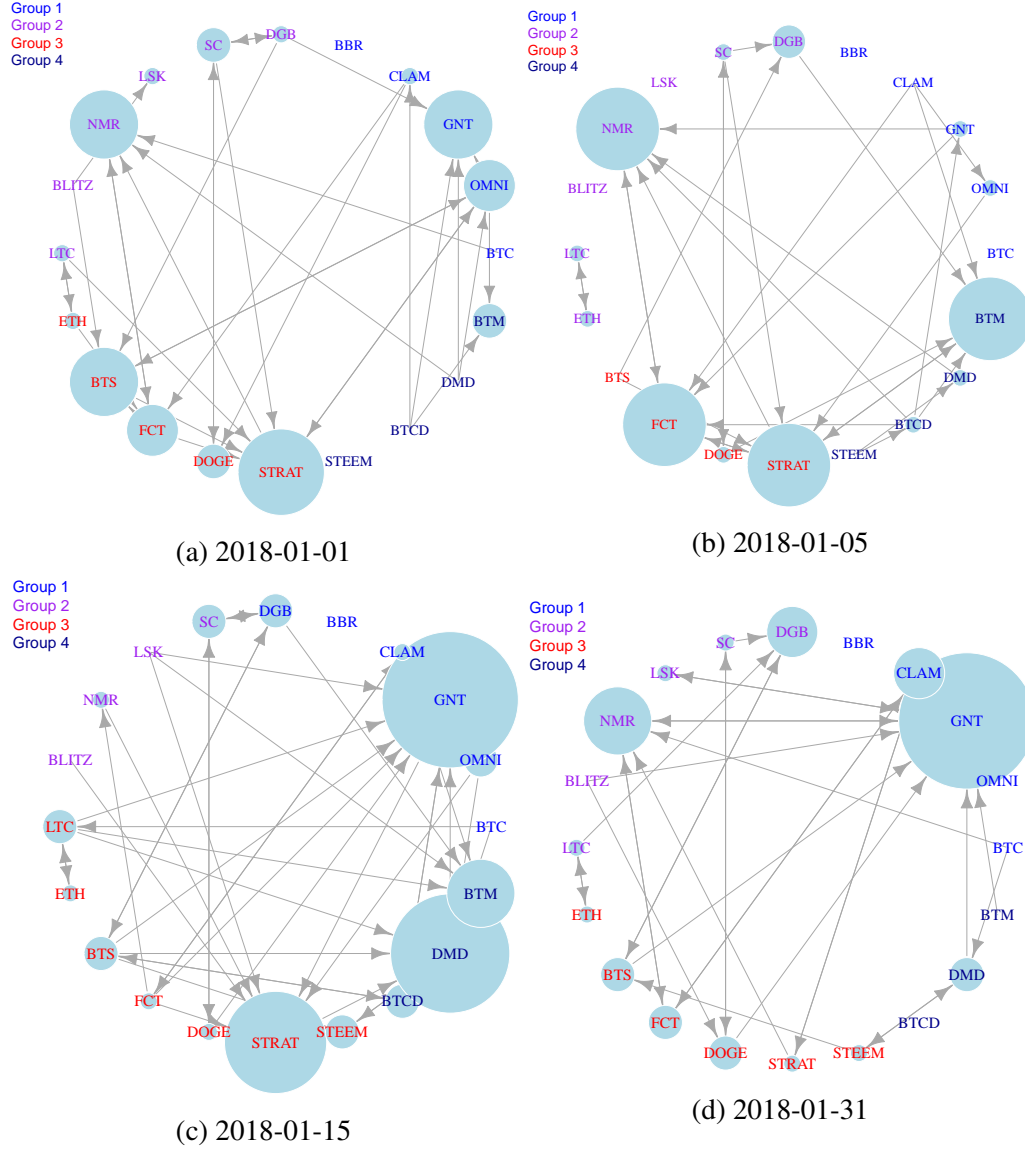 Group 1
Group 2
Group 3
Group 4
SC
DGB
BBR
CLAM
LSK
NMR
GNT
BLITZ
OMNI
LTC
BTC
ETH
BTM
BTS
DMD
FCT
BTCD
DOGE
STRAT
STEEM
(a) 2018-01-01
Group 1
Group 2
Group 3
Group 4
SC
DGB
BBR
LSK
CLAM
NMR
GNT
BLITZ
OMNI
LTC
BTC
ETH
BTM
BTS
DMD
FCT
BTCD
DOGE
STRAT
STEEM
(b) 2018-01-05
Group 1
Group 2
Group 3
Group 4
SC
DGB
BBR
LSK
CLAM
NMR
GNT
BLITZ
OMNI
LTC
BTC
ETH
BTM
BTS
DMD
FCT
BTCD
DOGE
STRAT
STEEM
(c) 2018-01-15
Group 1
Group 2
Group 3
Group 4
SC
DGB
BBR
LSK
CLAM
NMR
GNT
BLITZ
OMNI
LTC
BTC
ETH
BTM
BTS
DMD
FCT
BTCD
DOGE
STRAT
STEEM
(d) 2018-01-31